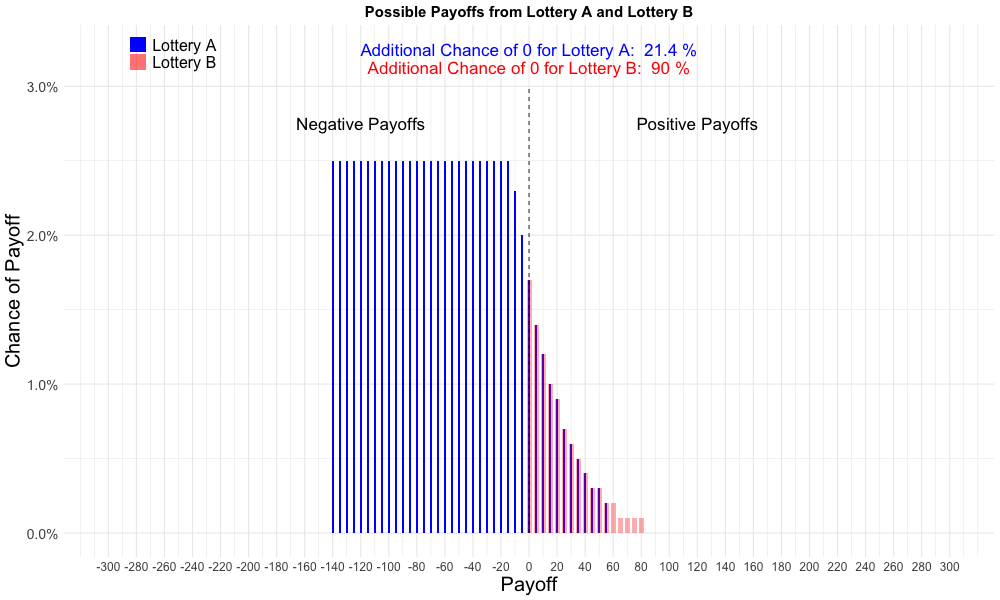 Possible Payoffs from Lottery A and Lottery B
Lottery A
Lottery B
Additional Chance of 0 for Lottery A:  21.4 %
Additional Chance of 0 for Lottery B:  90 %
Negative Payoffs
Positive Payoffs
Chance of Payoff
3.0%
2.0%
1.0%
0.0%
-300 -280 -260 -240 -220 -200 -180 -160 -140 -120 -100 -80 -60 -40 -20 0 20 40 60 80 100 120 140 160 180 200 220 240 260 280 300
Payoff